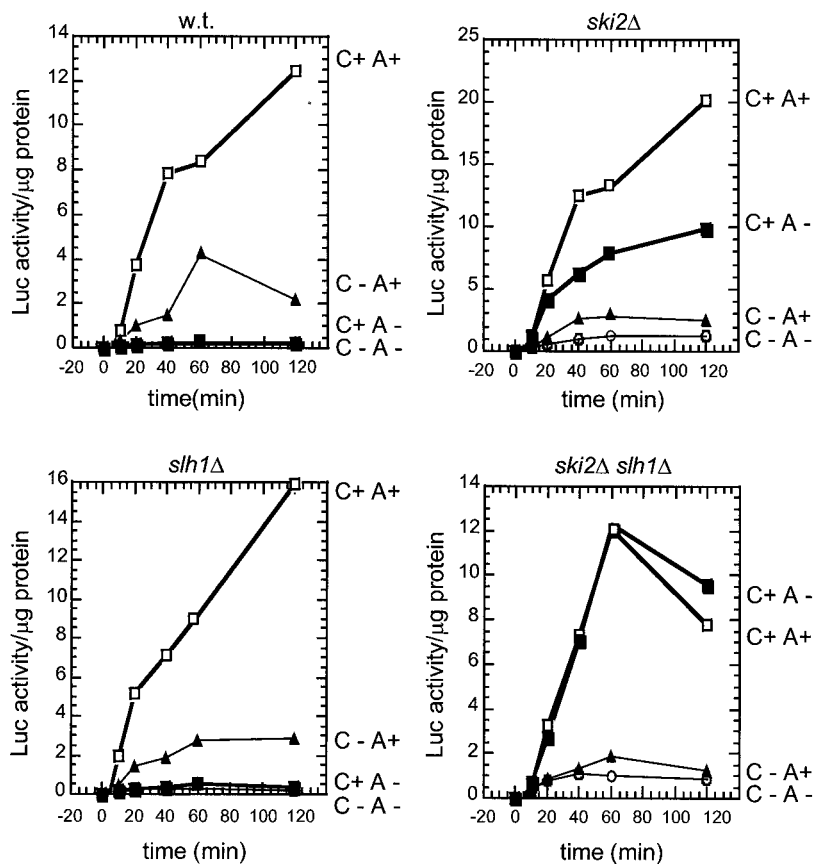 w.t.
Luc activity/µg protein
14
12
10
8
6
4
2
0
-20 0 20 40 60 80 100 120
time(min)
C+ A+
C - A+
C+ A -
C - A -
ski2Δ
Luc activity/µg protein
25
20
15
10
5
0
-20 0 20 40 60 80 100 120
time (min)
C+ A+
C+ A -
C - A+
C - A -
slh1Δ
Luc activity/µg protein
16
14
12
10
8
6
4
2
0
-20 0 20 40 60 80 100 120
time (min)
C+ A+
C - A+
C+ A -
C - A -
ski2Δ slh1Δ
Luc activity/µg protein
14
12
10
8
6
4
2
0
-20 0 20 40 60 80 100 120
time (min)
C+ A -
C+ A+
C - A+
C - A -